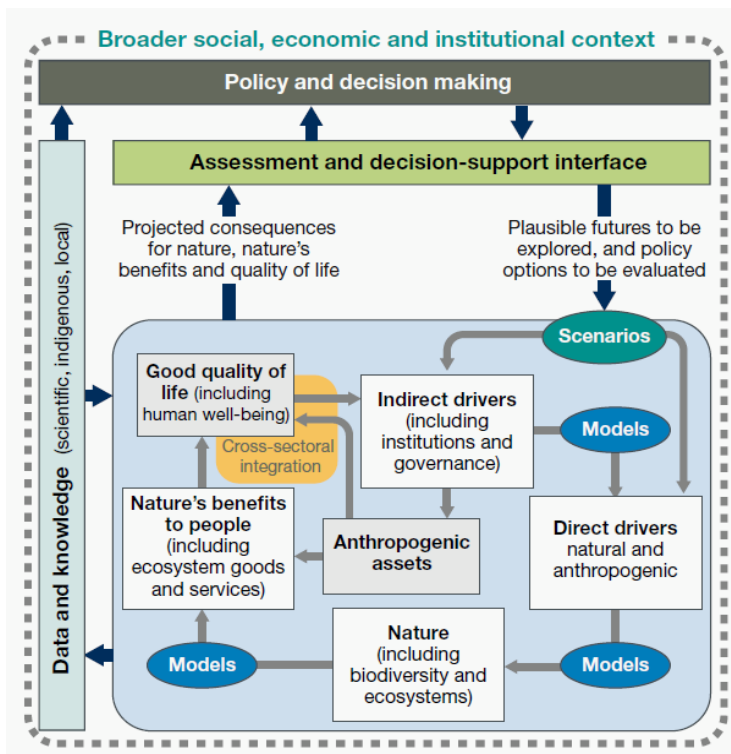 Broader social, economic and institutional context
Policy and decision making
Assessment and decision-support interface
Data and knowledge (scientific, indigenous, local)
Projected consequences
for nature, nature's
benefits and quality of life
Plausible futures to be
explored, and policy
options to be evaluated
Scenarios
Good quality of
life (including
human well-being)
Cross-sectoral
integration
Indirect drivers
(including
institutions and
governance)
Models
Nature's benefits
to people
(including
ecosystem goods
and services)
Anthropogenic
assets
Direct drivers
natural and
anthropogenic
Models
Nature
(including
biodiversity and
ecosystems)
Models